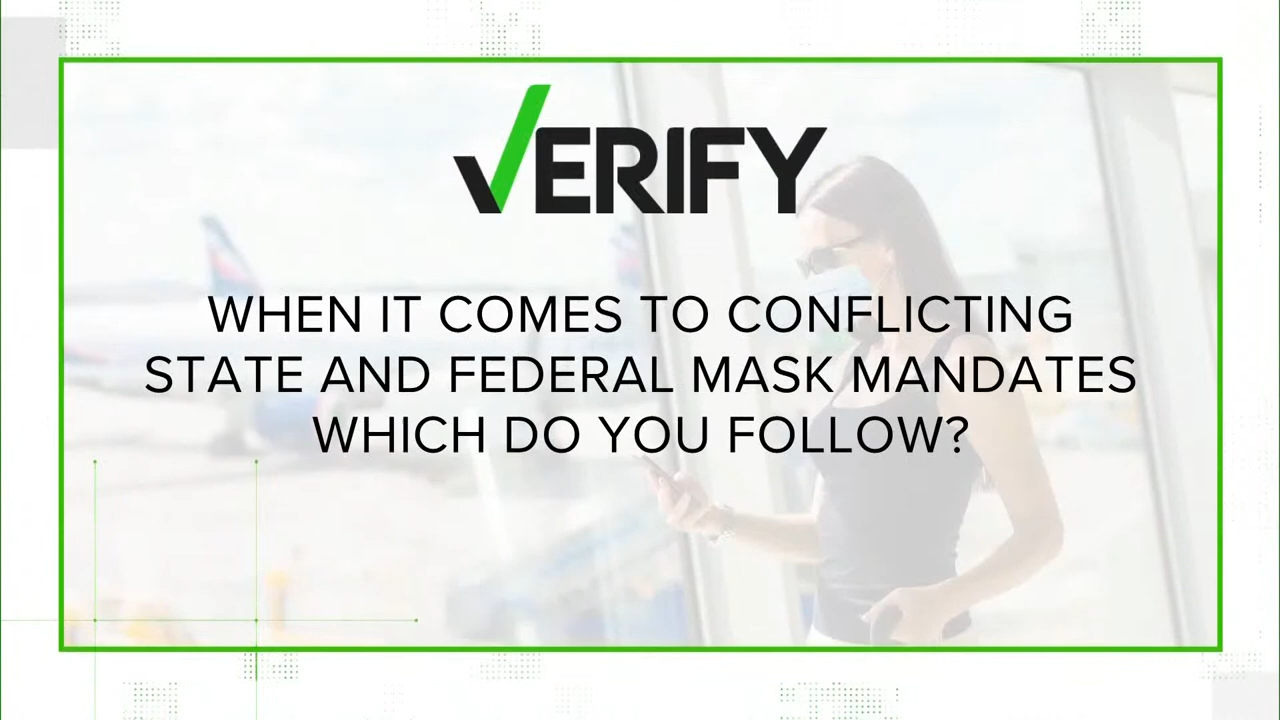 VERIFY
WHEN IT COMES TO CONFLICTING
STATE AND FEDERAL MASK MANDATES
WHICH DO YOU FOLLOW?